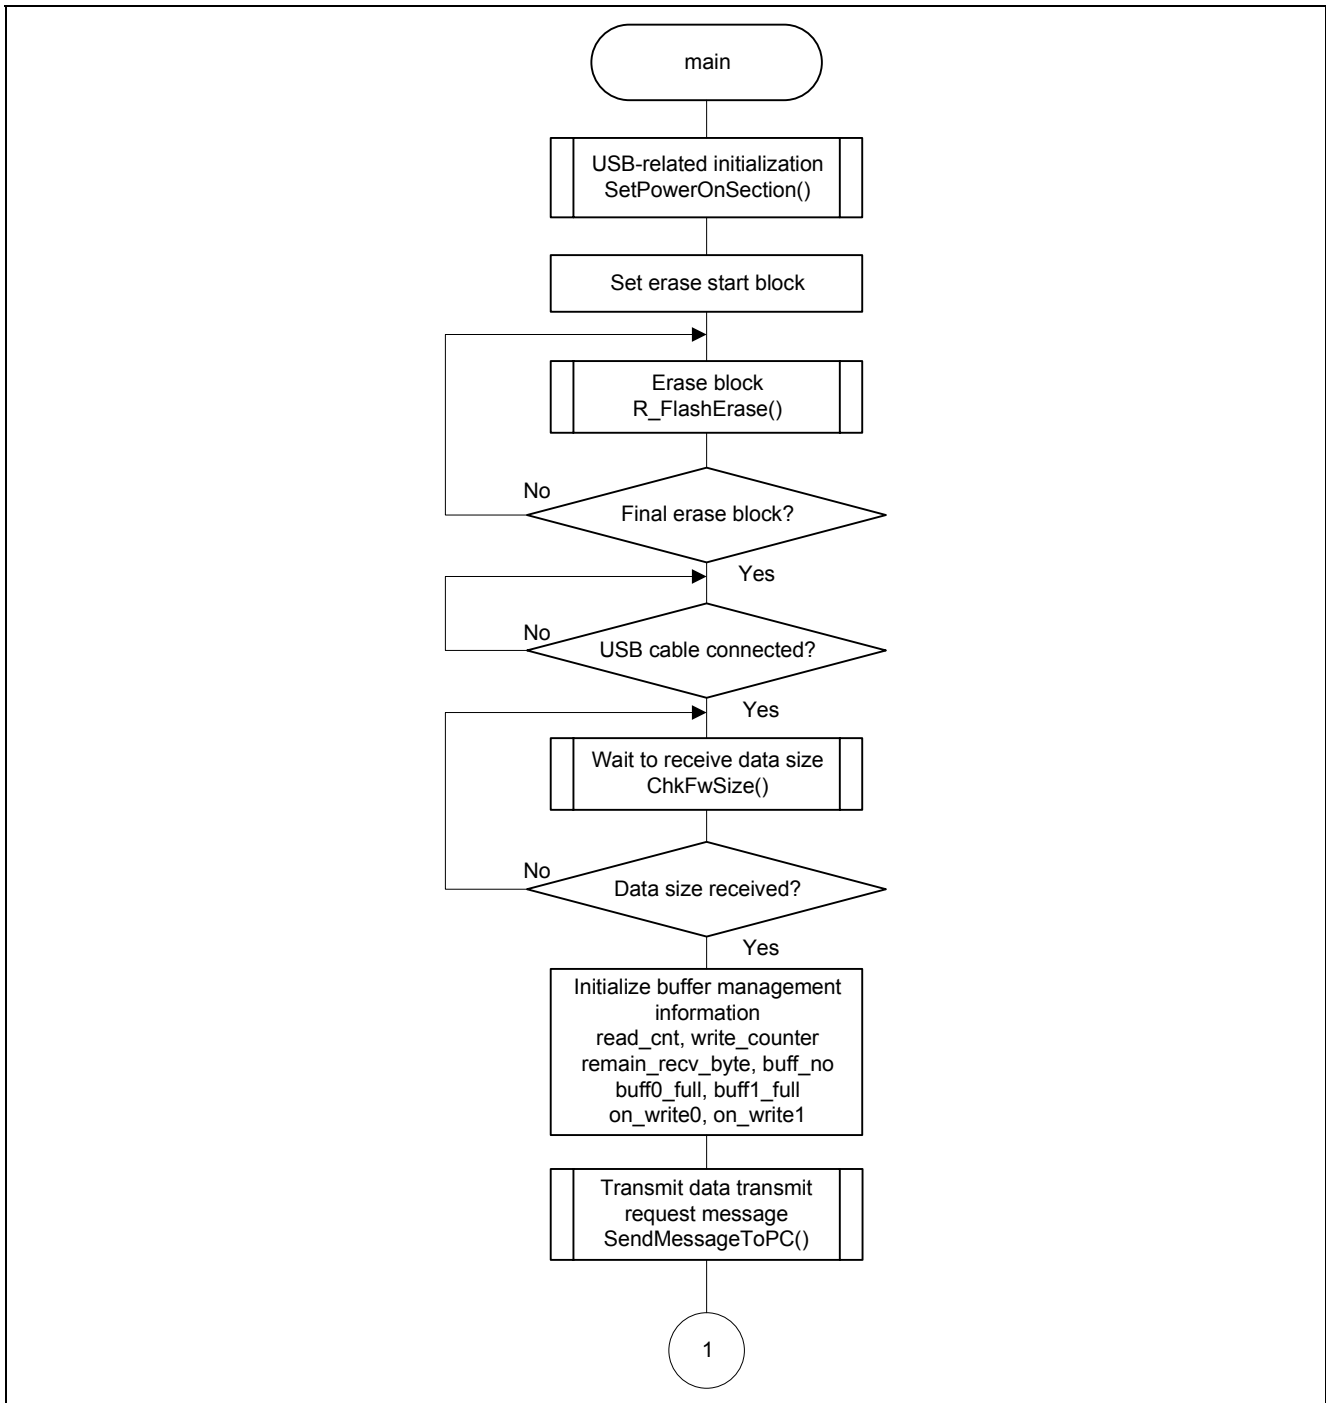 main
USB-related initialization
SetPowerOnSection()
Set erase start block
Erase block
R_FlashErase()
No
Final erase block?
Yes
No
USB cable connected?
Yes
Wait to receive data size
ChkFwSize()
No
Data size received?
Yes
Initialize buffer management
information
read_cnt, write_counter
remain_recv_byte, buff_no
buff0_full, buff1_full
on_write0, on_write1
Transmit data transmit
request message
SendMessageToPC()
1